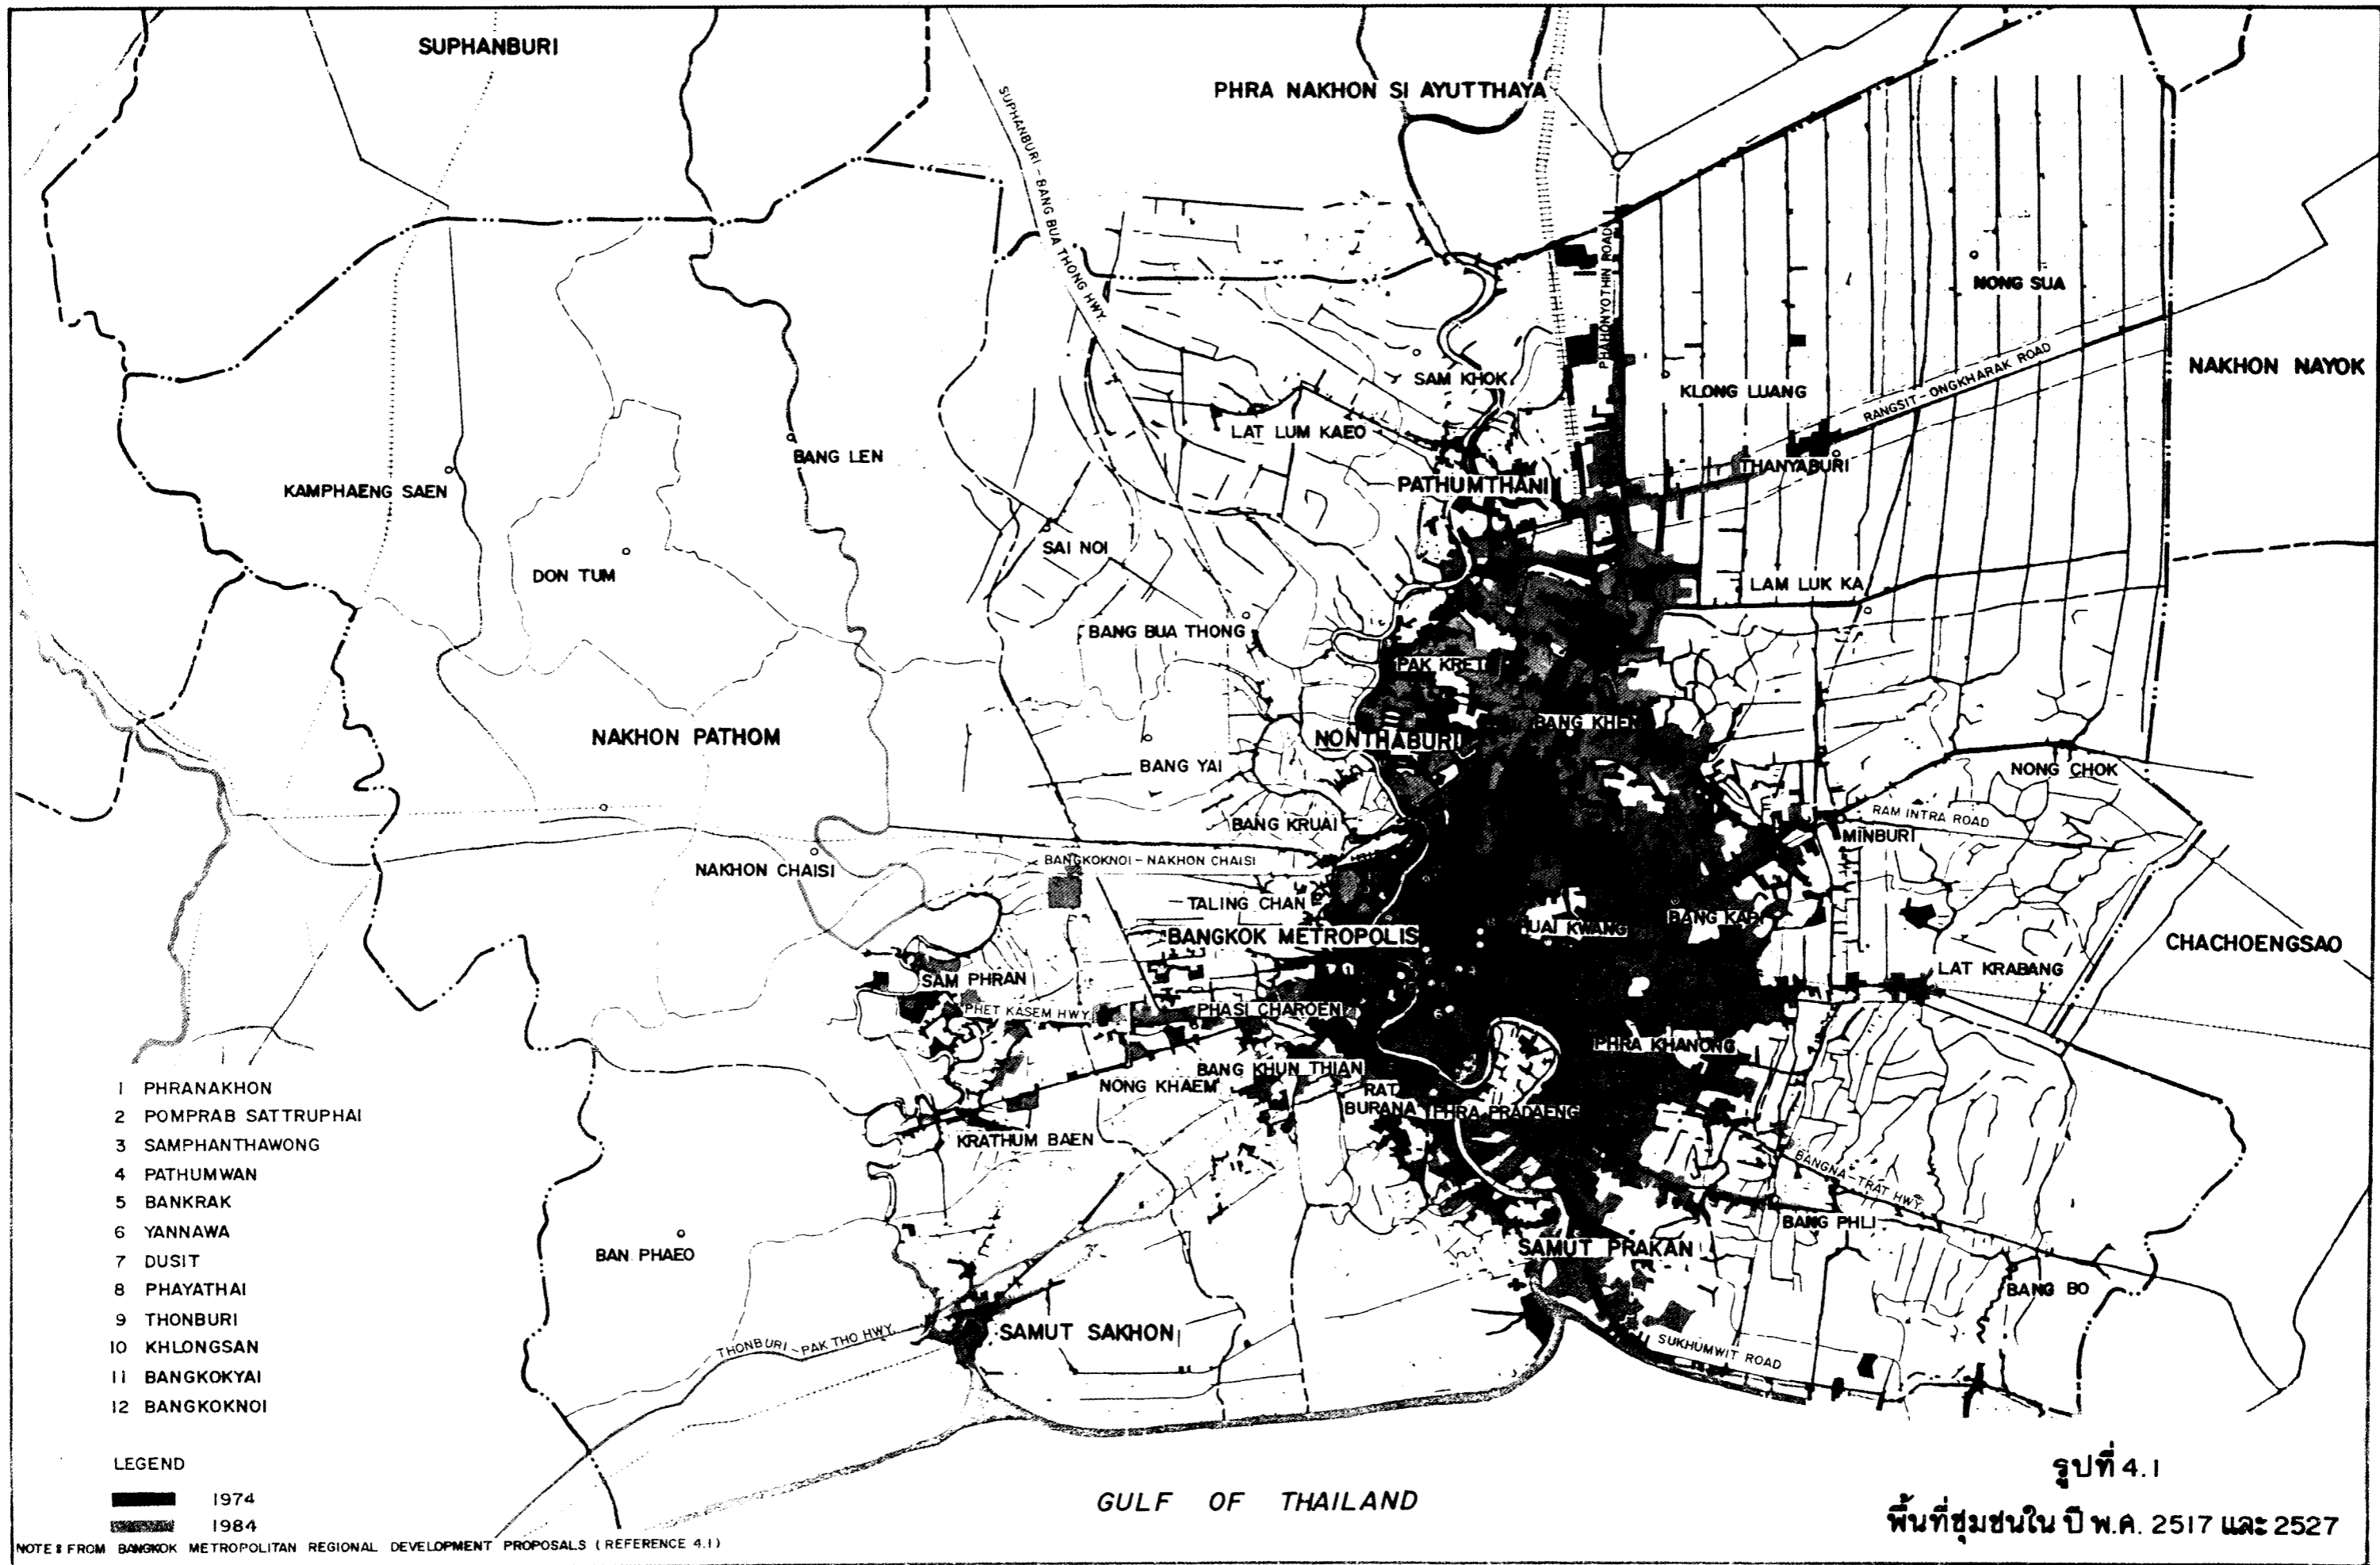 SUPHANBURI
PHRA NAKHON SI AYUTTHAYA
SUPHANBURI - BANG BUA THONG HWY.
PHAHONYOTHIN ROAD
NONG SUA
NAKHON NAYOK
RANGSIT - ONGKHARAK ROAD
SAM KHOK
KLONG LUANG
LAT LUM KAEO
BANG LEN
THANYABURI
KAMPHAENG SAEN
PATHUMTHANI
SAI NOI
DON TUM
LAM LUK KA
BANG BUA THONG
PAK KRET
BANG KHEN
NAKHON PATHOM
NONTHABURI
BANG YAI
NONG CHOK
RAM INTRA ROAD
BANG KRUAI
MINBURI
BANGKOKNOI - NAKHON CHAISI
NAKHON CHAISI
TALING CHAN
BANG KAPI
UAI KWANG
BANGKOK METROPOLIS
CHACHOENGSAO
LAT KRABANG
SAM PHRAN
PHET KASEM HWY.
PHASI CHAROEN
PHRA KHANONG
BANG KHUN THIAN
NONG KHAEM
RAT
BURANA
PHRA PRADAENG
KRATHUM BAEN
BANGNA - TRAT HWY.
BANG PHLI
SAMUT PRAKAN
BAN PHAEO
BANG BO
SAMUT SAKHON
THONBURI - PAK THO HWY.
SUKHUMWIT ROAD
GULF OF THAILAND
1 PHRANAKHON
2 POMPRAB SATTRUPHAI
3 SAMPHANTHAWONG
4 PATHUMWAN
5 BANKRAK
6 YANNAWA
7 DUSIT
8 PHAYATHAI
9 THONBURI
10 KHLONGSAN
11 BANGKOKYAI
12 BANGKOKNOI
LEGEND
1974
1984
NOTE : FROM BANGKOK METROPOLITAN REGIONAL DEVELOPMENT PROPOSALS ( REFERENCE 4.1 )
รูปที่ 4.1
พื้นที่ชุมชนใน ปี พ.ศ. 2517 และ 2527